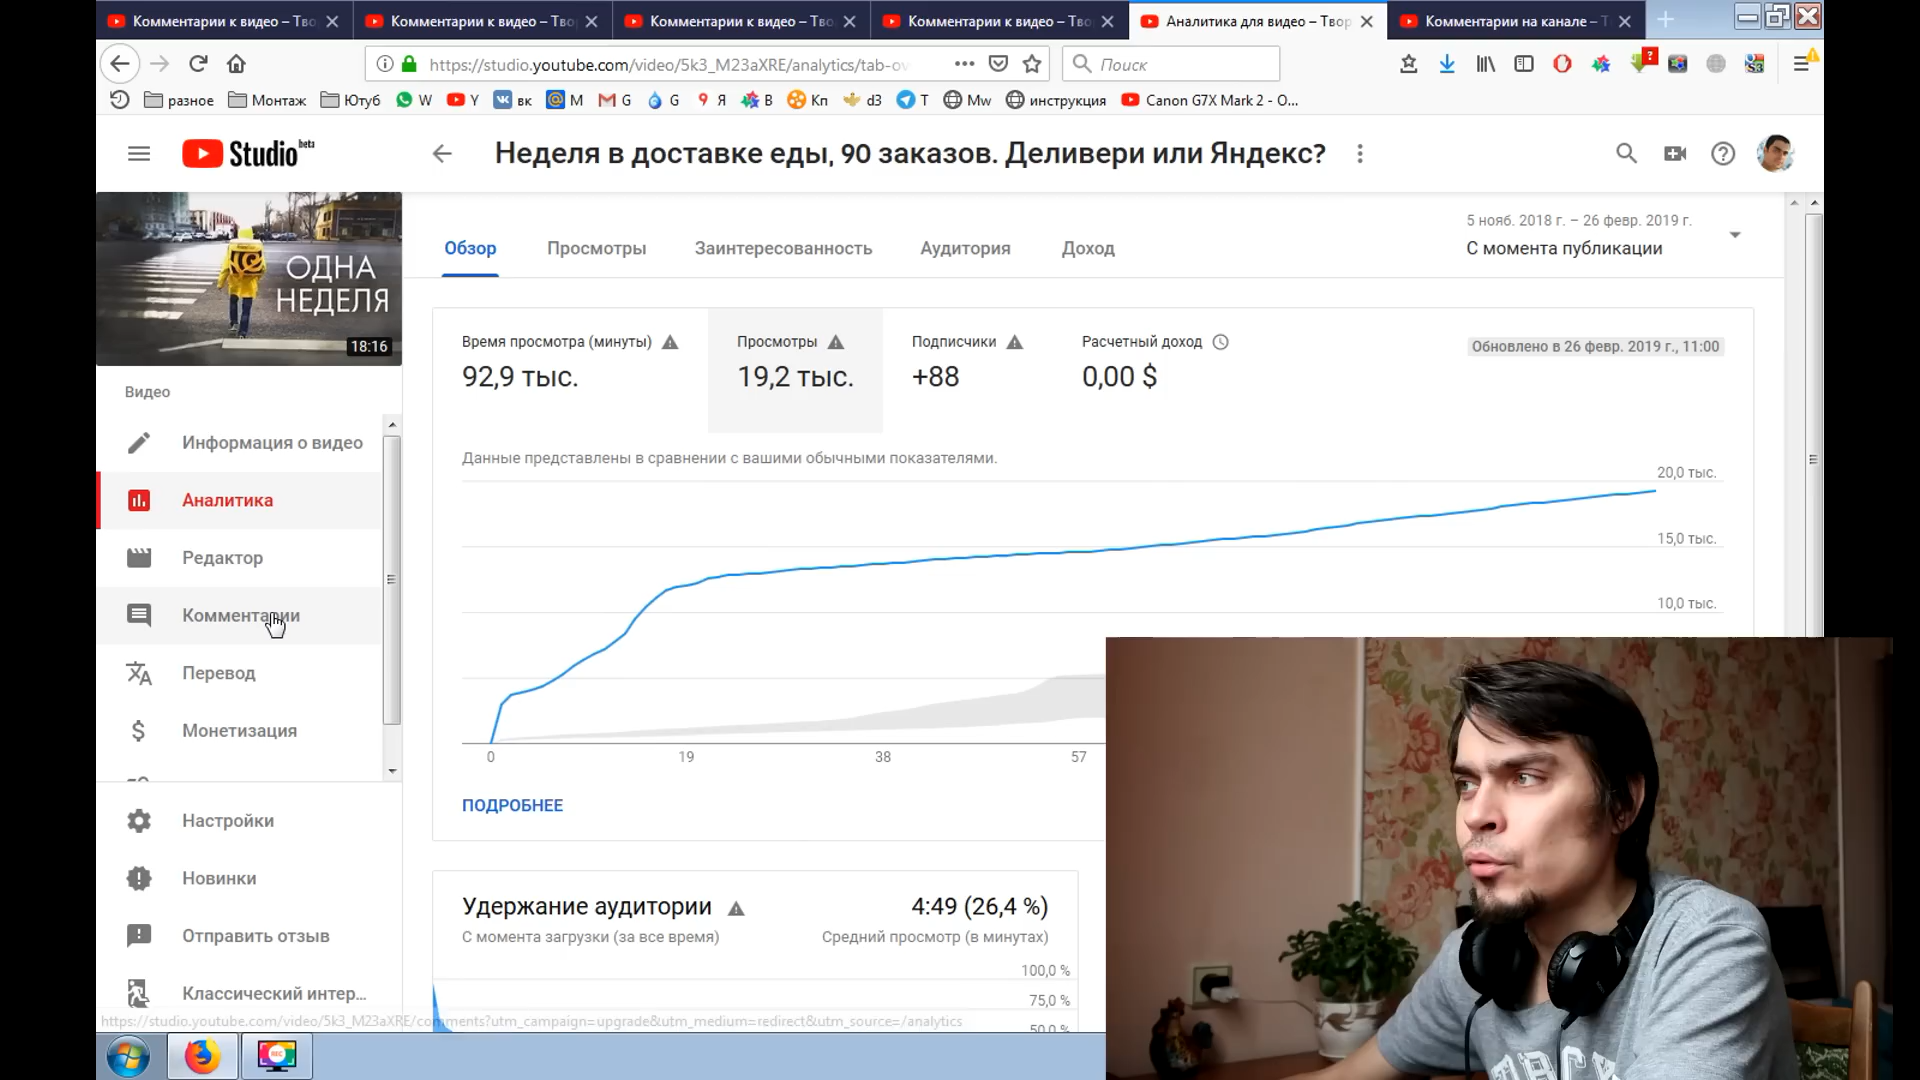 Комментарии к видео – Тво
Комментарии к видео – Твор
Комментарии к видео – Твор
Комментарии к видео – Тво
Аналитика для видео – Твор
Комментарии на канале – Т
https://studio.youtube.com/video/5k3_M23aXRE/analytics/tab-ov
Поиск
разное
Монтаж
Ютуб
W
Y
вк
M
G
G
Я
В
Кп
d3
Т
Mw
инструкция
Canon G7X Mark 2 - O...
Studio beta
Неделя в доставке еды, 90 заказов. Деливери или Яндекс?
ОДНА
НЕДЕЛЯ
18:16
Обзор
Просмотры
Заинтересованность
Аудитория
Доход
5 нояб. 2018 г. – 26 февр. 2019 г.
С момента публикации
Время просмотра (минуты)
92,9 тыс.
Просмотры
19,2 тыс.
Подписчики
+88
Расчетный доход
0,00 $
Обновлено в 26 февр. 2019 г., 11:00
Данные представлены в сравнении с вашими обычными показателями.
20,0 тыс.
15,0 тыс.
10,0 тыс.
0
19
38
57
ПОДРОБНЕЕ
Видео
Информация о видео
Аналитика
Редактор
Комментарии
Перевод
Монетизация
Настройки
Новинки
Отправить отзыв
Классический интер...
Удержание аудитории
4:49 (26,4 %)
С момента загрузки (за все время)
Средний просмотр (в минутах)
100,0 %
75,0 %
50,0 %
https://studio.youtube.com/video/5k3_M23aXRE/comments?utm_campaign=upgrade&utm_medium=redirect&utm_source=/analytics
REC